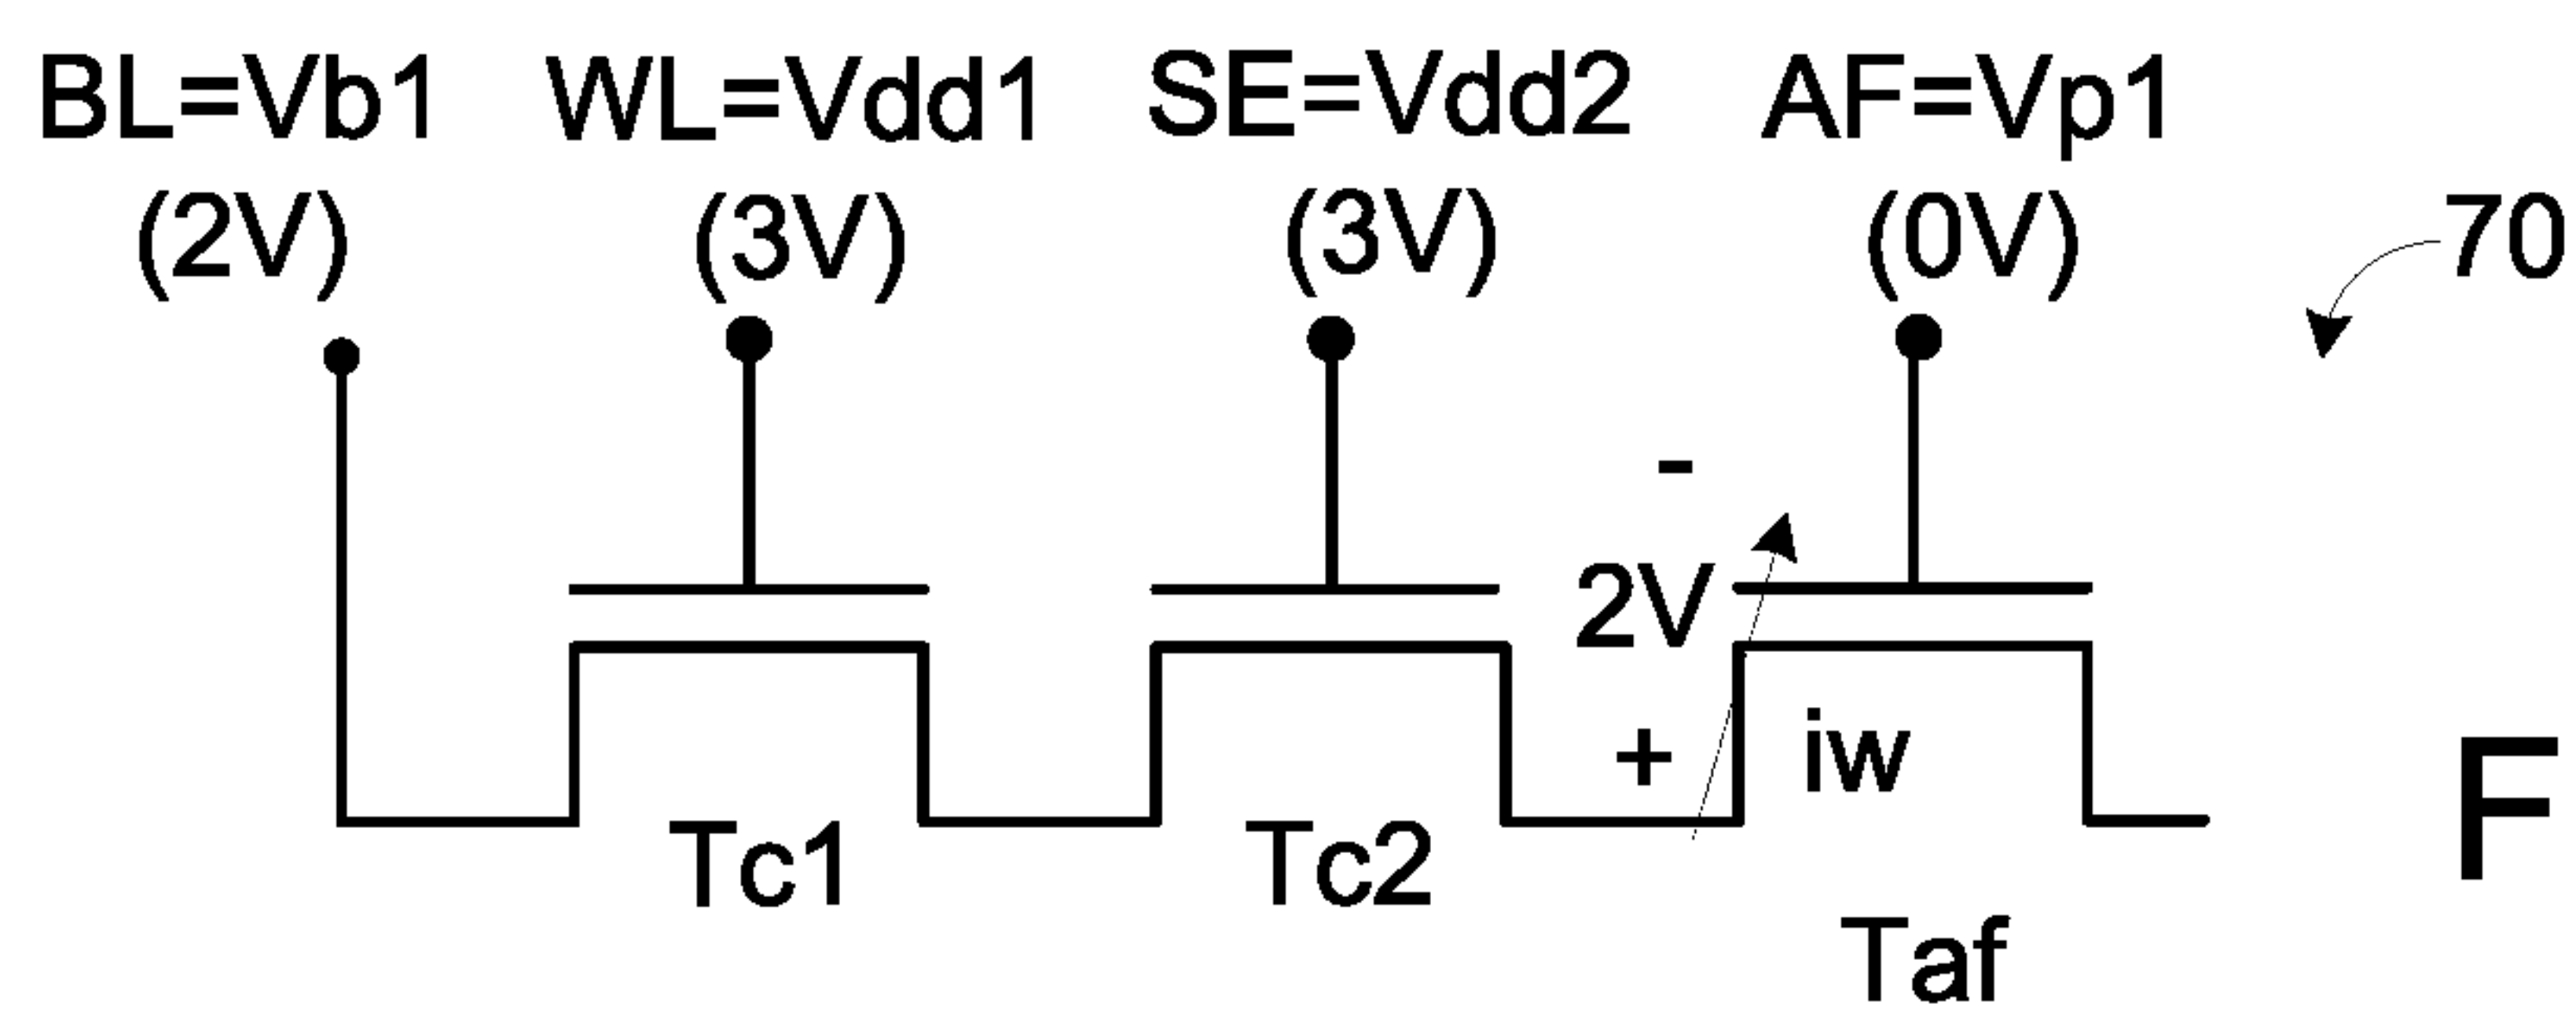 BL=Vb1 WL=Vdd1 SE=Vdd2 AF=Vp1
(2V) (3V) (3V) (0V) 70
-
2V
+ iw
F
Tc1 Tc2
Taf